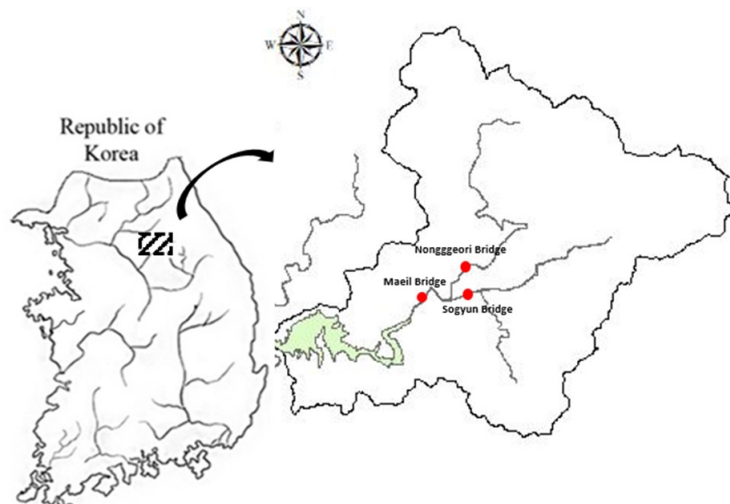 N
W E
S
Republic of
Korea
Nongggeori Bridge
Maeil Bridge
Sogyun Bridge